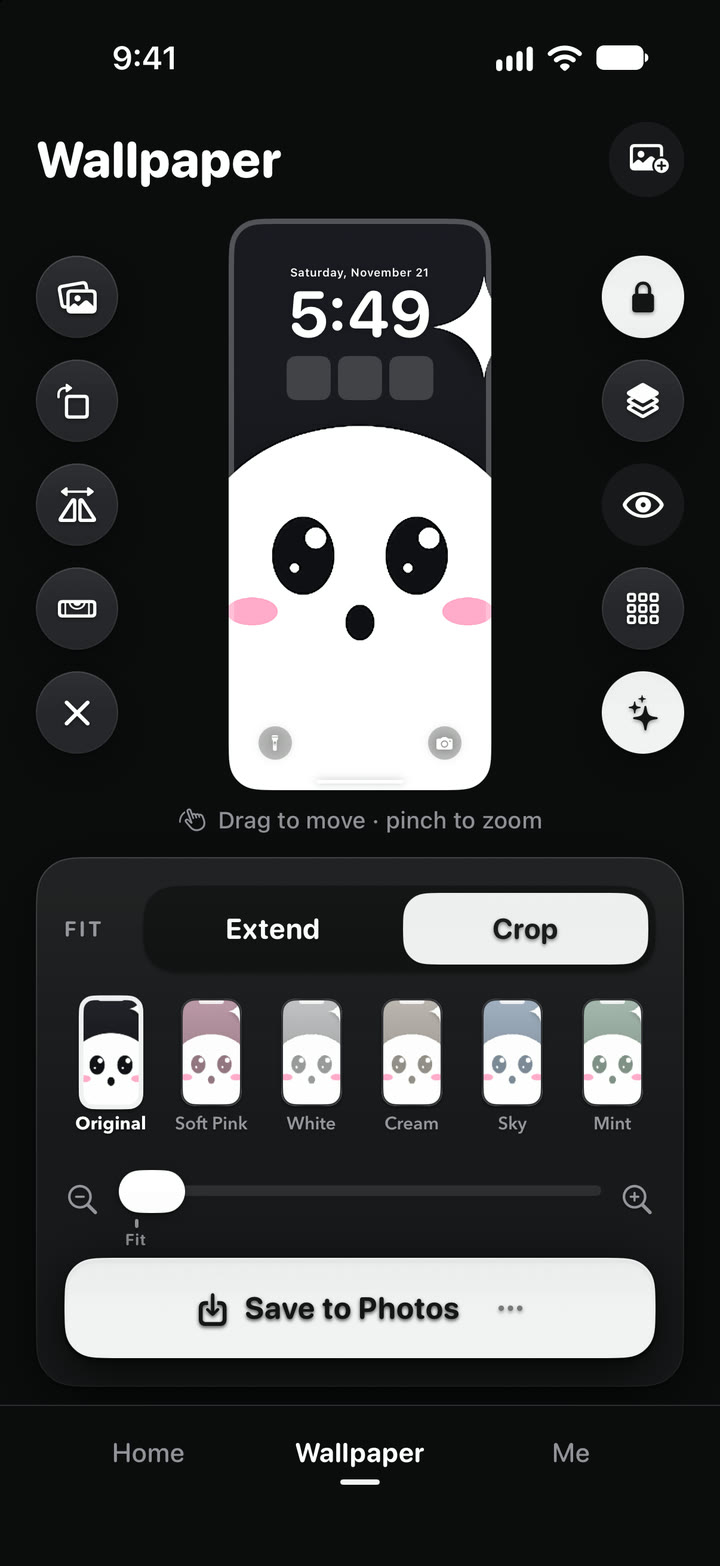 9:41
Wallpaper
Saturday, November 21
5:49
Drag to move · pinch to zoom
FIT
Extend
Crop
Original
Soft Pink
White
Cream
Sky
Mint
Fit
Save to Photos
Home
Wallpaper
Me